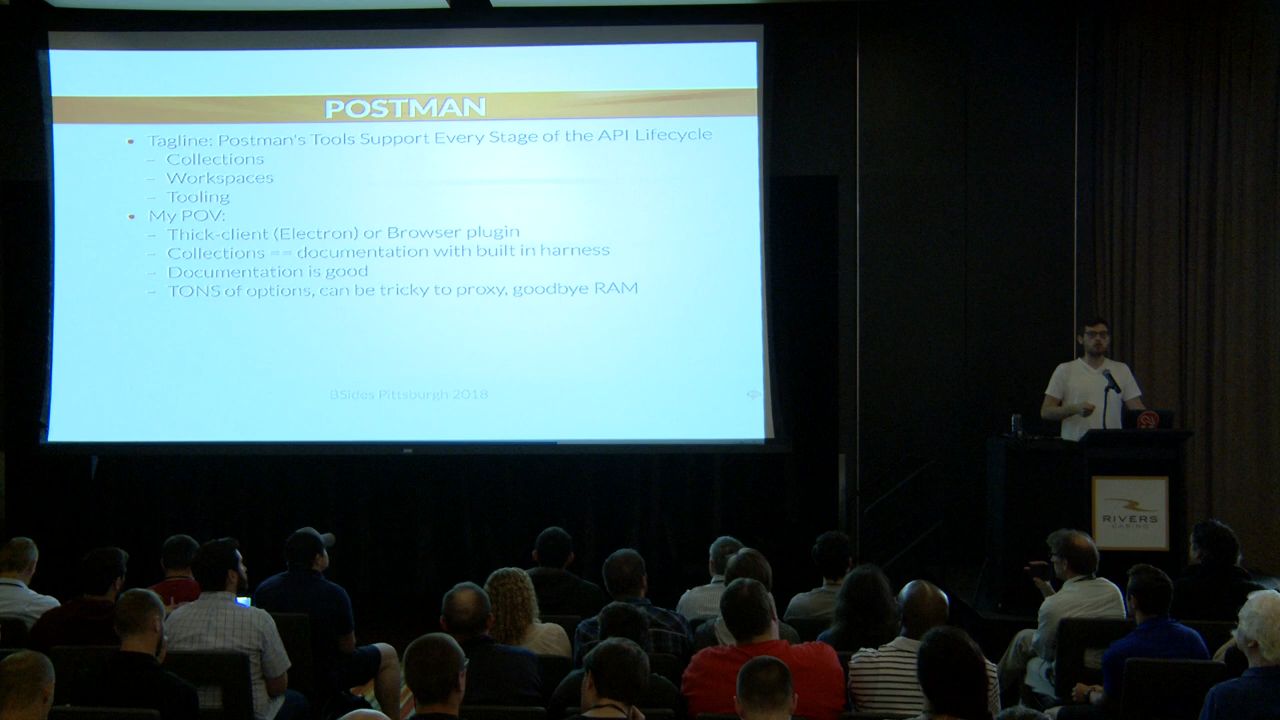 POSTMAN
• Tagline: Postman's Tools Support Every Stage of the API Lifecycle
– Collections
– Workspaces
– Tooling
• My POV:
– Thick-client (Electron) or Browser plugin
– Collections == documentation with built in harness
– Documentation is good
– TONS of options, can be tricky to proxy, goodbye RAM
BSides Pittsburgh 2018
RIVERS
CASINO